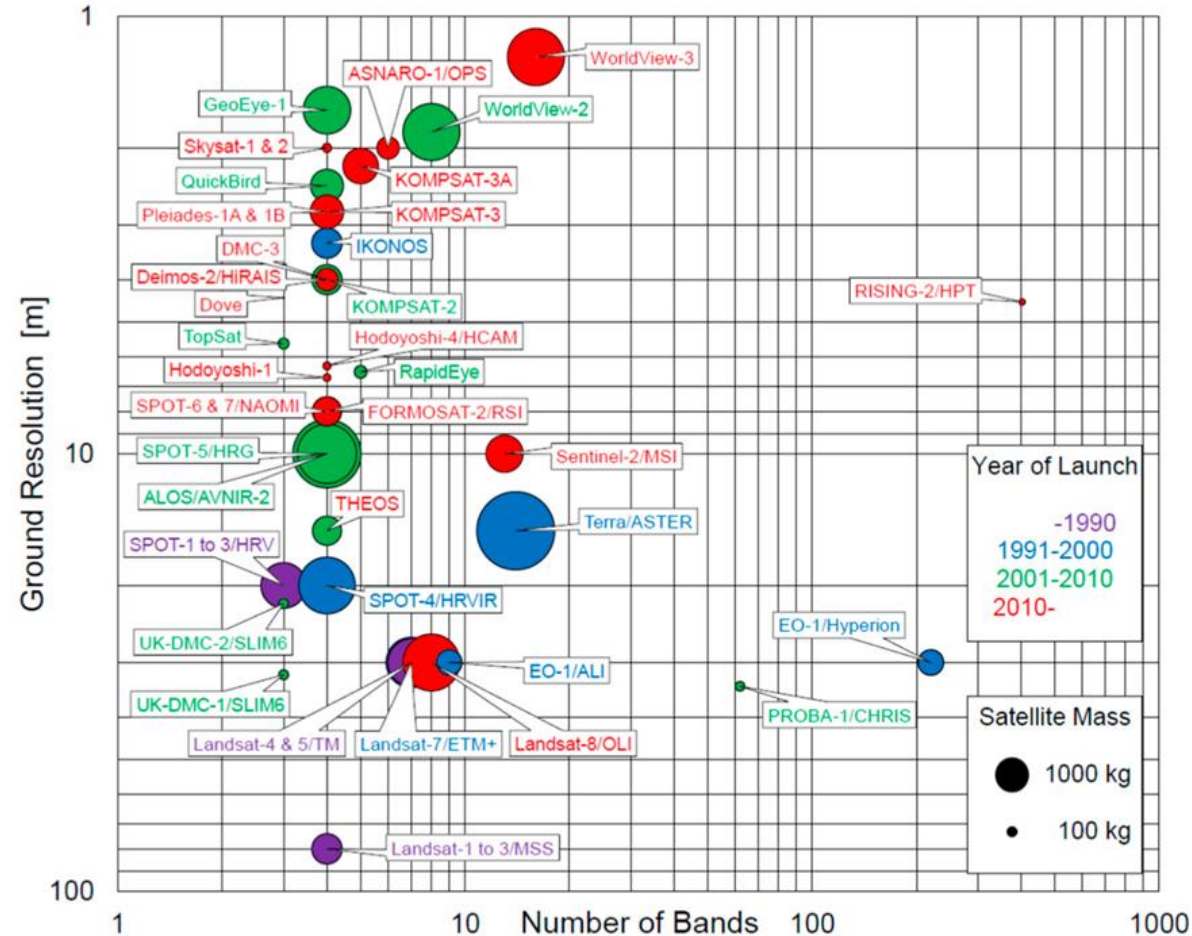 1
WorldView-3
ASNARO-1/OPS
GeoEye-1
WorldView-2
Skysat-1 & 2
KOMPSAT-3A
QuickBird
Pleiades-1A & 1B
KOMPSAT-3
DMC-3
IKONOS
Deimos-2/HiRAIS
RISING-2/HPT
Dove
KOMPSAT-2
TopSat
Hodoyoshi-4/HCAM
Hodoyoshi-1
RapidEye
SPOT-6 & 7/NAOMI
FORMOSAT-2/RSI
Ground Resolution [m]
10
SPOT-5/HRG
Sentinel-2/MSI
ALOS/AVNIR-2
THEOS
Terra/ASTER
SPOT-1 to 3/HRV
SPOT-4/HRVIR
UK-DMC-2/SLIM6
EO-1/Hyperion
EO-1/ALI
UK-DMC-1/SLIM6
PROBA-1/CHRIS
Landsat-4 & 5/TM
Landsat-7/ETM+
Landsat-8/OLI
Landsat-1 to 3/MSS
Year of Launch
-1990
1991-2000
2001-2010
2010-
Satellite Mass
1000 kg
100 kg
100
1
10
Number of Bands
100
1000